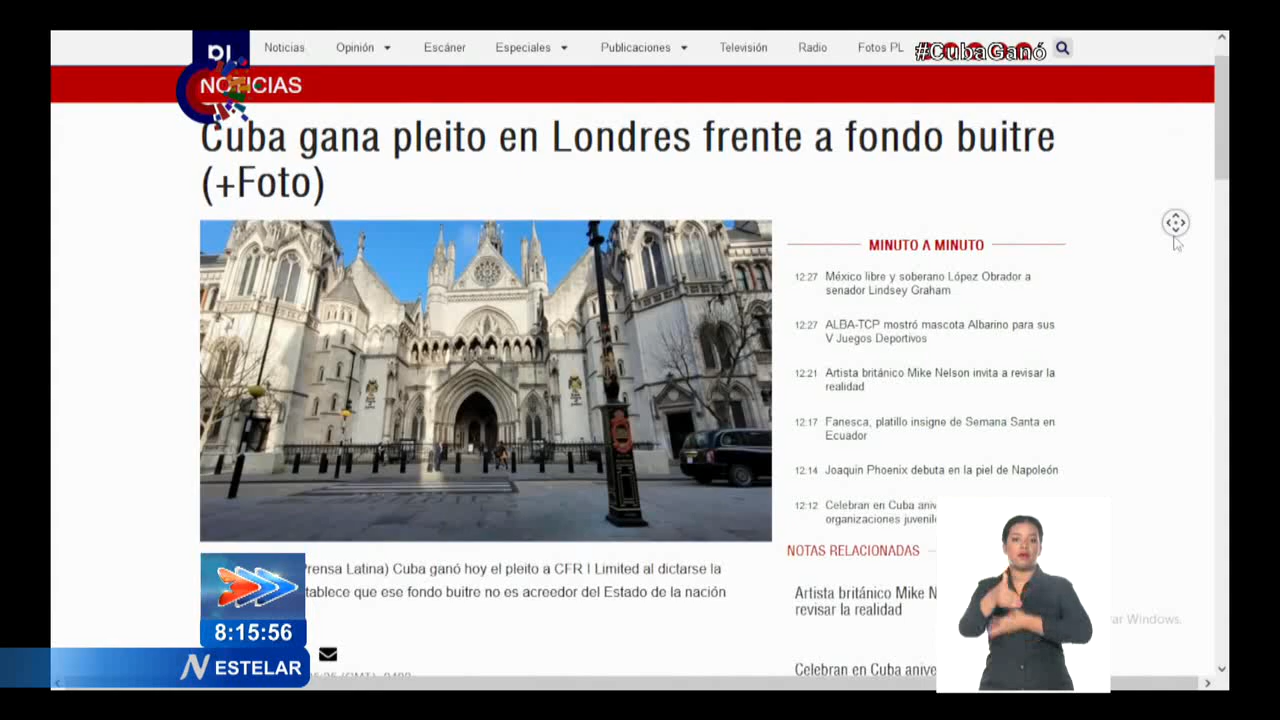 PL
Noticias
Opinión
Escáner
Especiales
Publicaciones
Televisión
Radio
Fotos PL
#CubaGanó
NOTICIAS
Cuba gana pleito en Londres frente a fondo buitre
(+Foto)
MINUTO A MINUTO
12:27 México libre y soberano López Obrador a
senador Lindsey Graham
12:27 ALBA-TCP mostró mascota Albarino para sus
V Juegos Deportivos
12:21 Artista británico Mike Nelson invita a revisar la
realidad
12:17 Fanesca, platillo insigne de Semana Santa en
Ecuador
12:14 Joaquin Phoenix debuta en la piel de Napoleón
12:12 Celebran en Cuba
organizaciones
NOTAS RELACIONADAS
Artista británico Mike N
revisar la realidad
Celebran en Cuba
Prensa Latina) Cuba ganó hoy el pleito a CFR I Limited al dictarse la
tablece que ese fondo buitre no es acreedor del Estado de la nación
8:15:56
N ESTELAR
ar Windows.